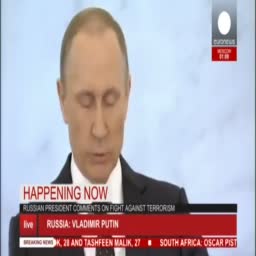 euronews
MOSCOW
01:59
HAPPENING NOW
RUSSIAN PRESIDENT COMMENTS ON FIGHT AGAINST TERRORISM
live
RUSSIA: VLADIMIR PUTIN
BREAKING NEWS
K, 28 AND TASHFEEN MALIK, 27
SOUTH AFRICA: OSCAR PIST